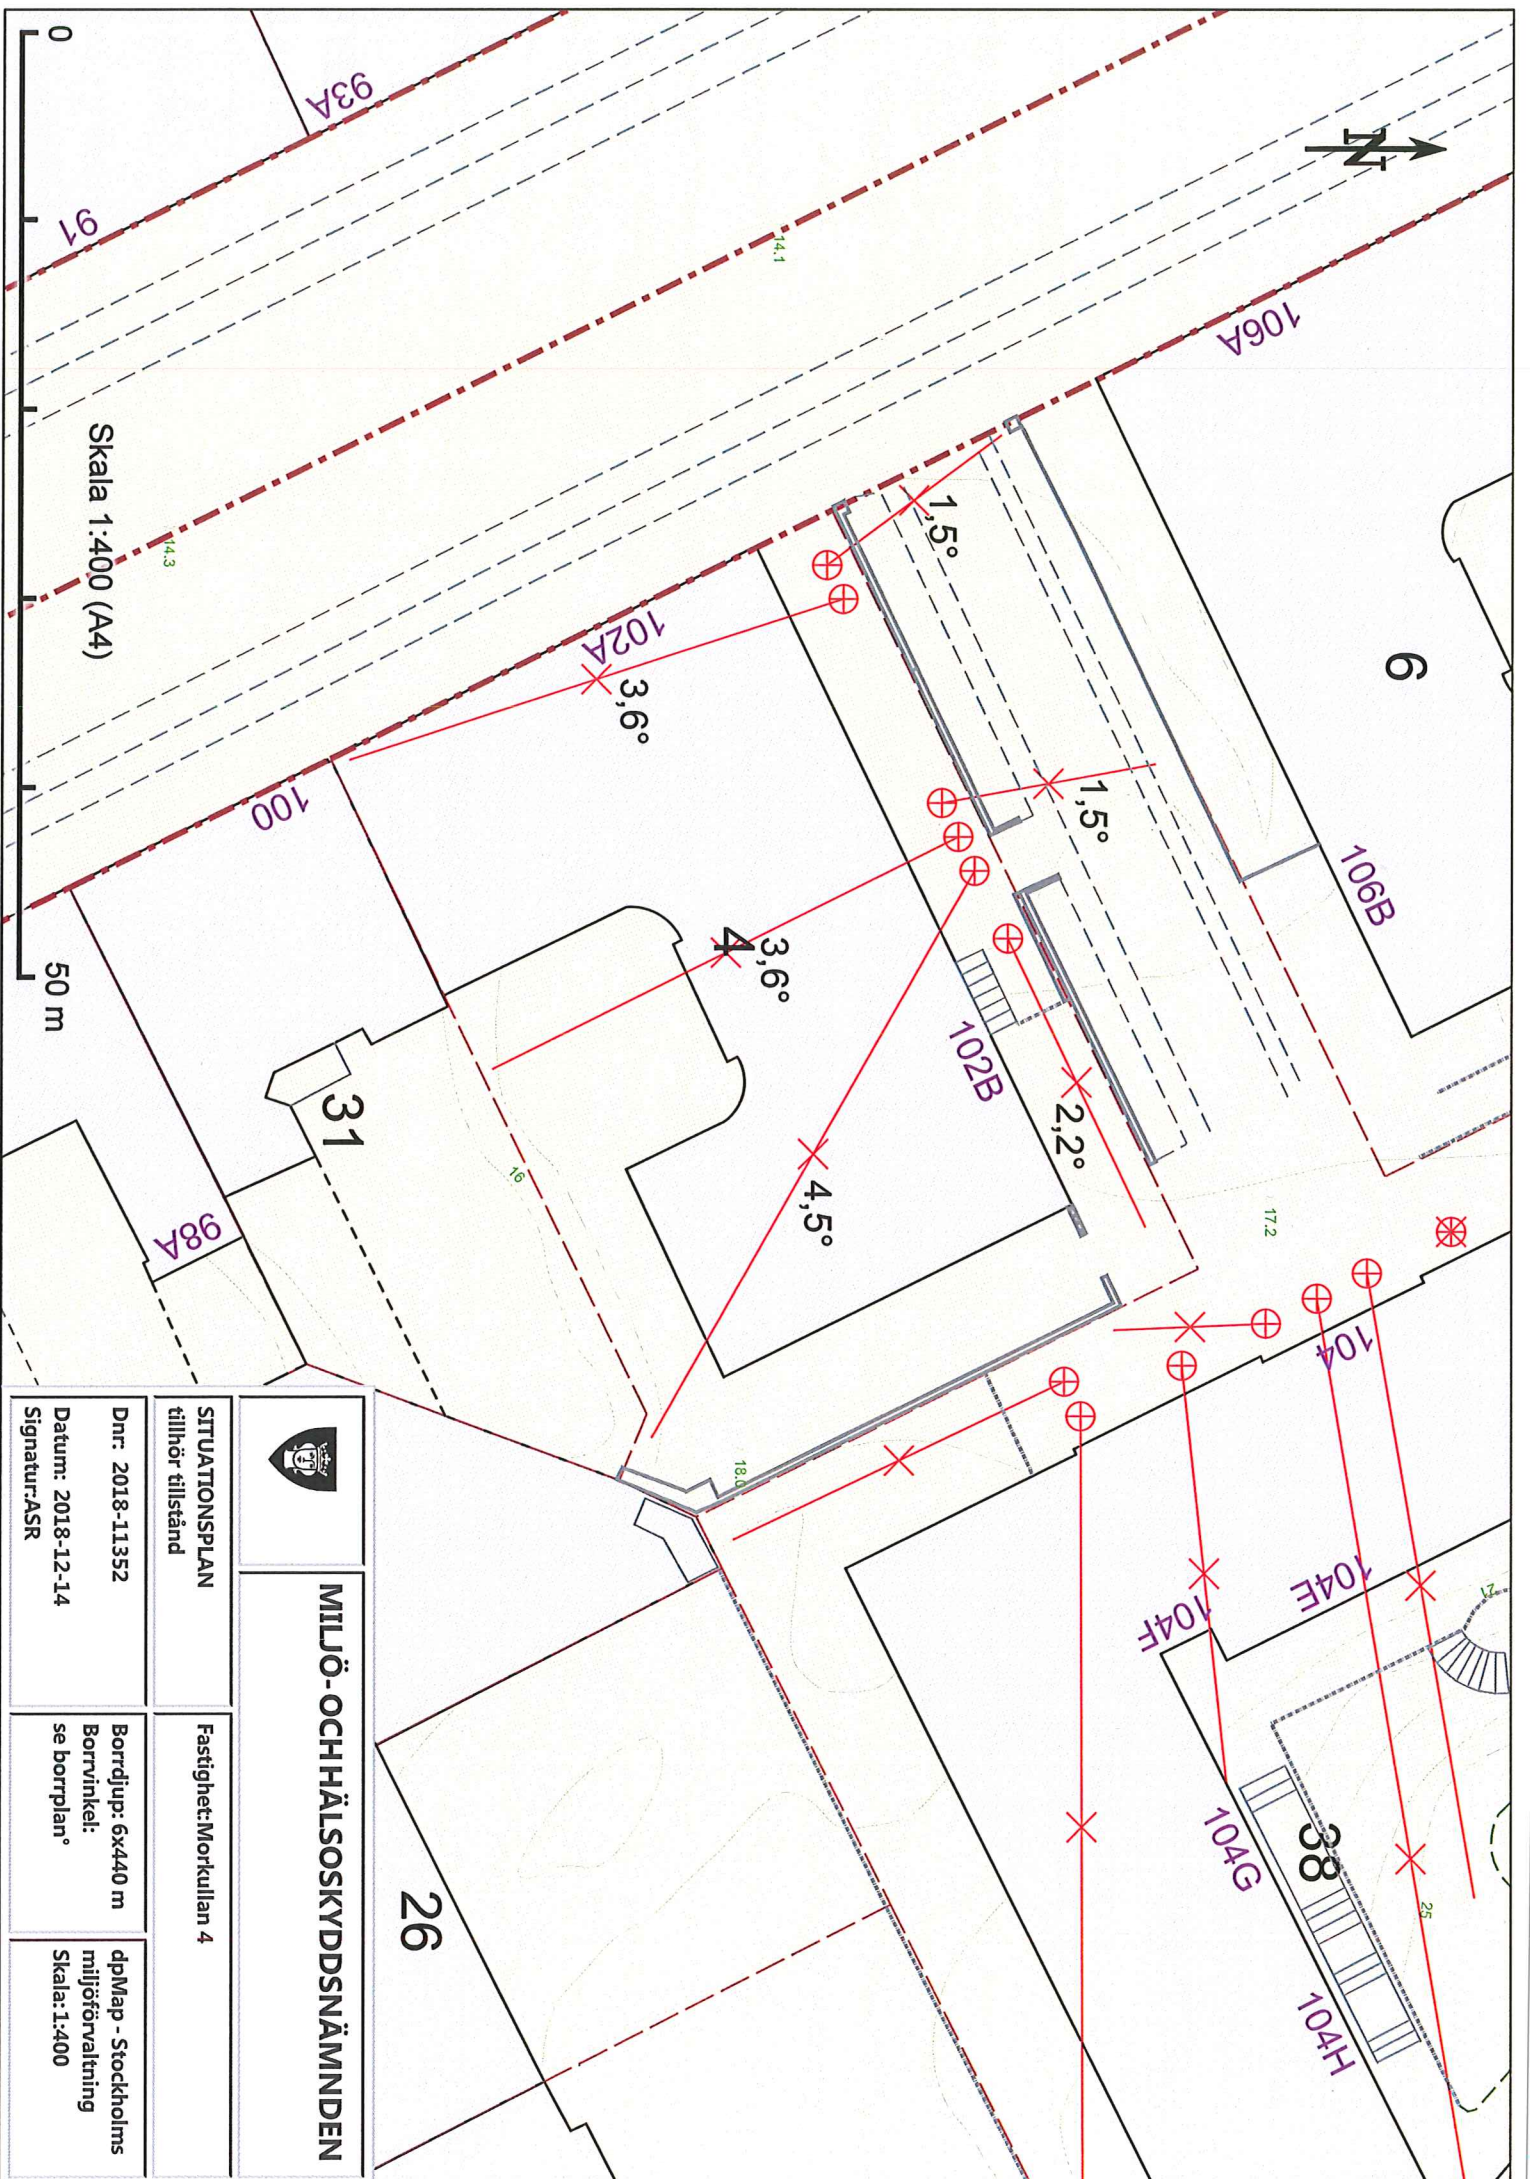 N
6
106A
106B
14.1
1,5°
1,5°
93A
91
102A
3,6°
3,6°
4
102B
2,2°
4,5°
17.2
104
104E
104F
104G
104H
38
21
25
14.3
100
16
31
98A
18.0
26
Skala 1:400 (A4)
0
50 m
MILJÖ-OCH HÄLSOSKYDDSNÄMNDEN
SITUATIONSPLAN
tillhör tillstånd
Fastighet:Morkullan 4
Dnr: 2018-11352
Datum: 2018-12-14
Signatur:ASR
Borrdjup: 6x440 m
Borrvinkel:
se borrplan°
dpMap - Stockholms
miljöförvaltning
Skala:1:400